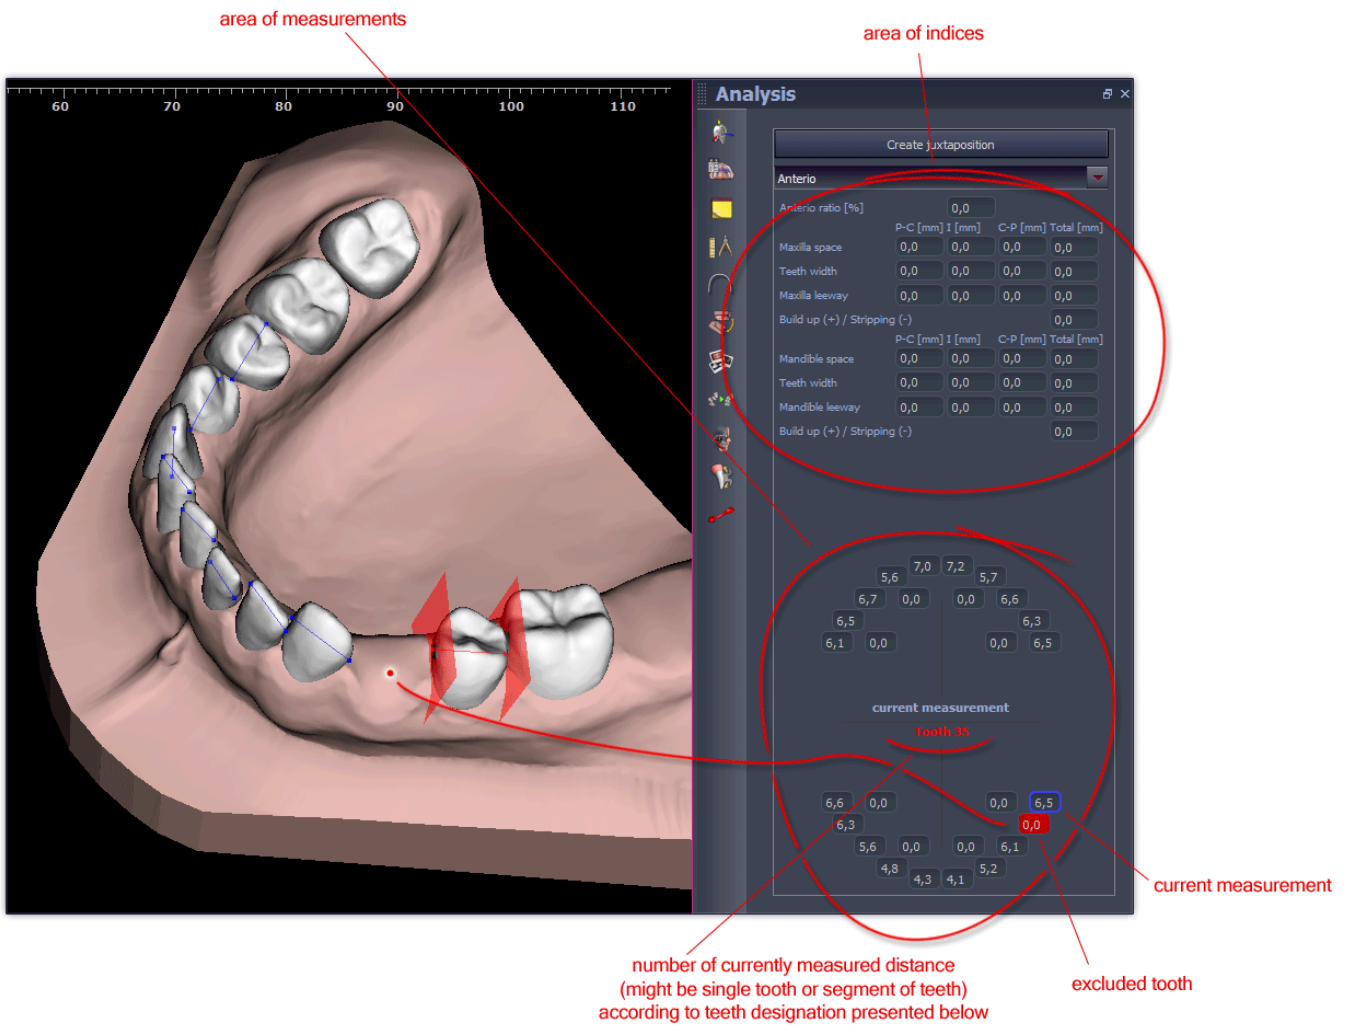 area of measurements
area of indices
60 70 80 90 100 110
Analysis
Create juxtaposition
Anterio
Anterio ratio [%] 0,0
P-C [mm] I [mm] C-P [mm] Total [mm]
Maxilla space 0,0 0,0 0,0 0,0
Teeth width 0,0 0,0 0,0 0,0
Maxilla leeway 0,0 0,0 0,0 0,0
Build up (+) / Stripping (-) 0,0
P-C [mm] I [mm] C-P [mm] Total [mm]
Mandible space 0,0 0,0 0,0 0,0
Teeth width 0,0 0,0 0,0 0,0
Mandible leeway 0,0 0,0 0,0 0,0
Build up (+) / Stripping (-) 0,0
7,0 7,2
5,6 5,7
6,7 0,0 0,0 6,6
6,5 6,3
6,1 0,0 0,0 6,5
current measurement
Tooth 35
6,6 0,0 0,0 6,5
6,3 0,0
5,6 0,0 0,0 6,1
4,8 5,2
4,3 4,1
current measurement
excluded tooth
number of currently measured distance
(might be single tooth or segment of teeth)
according to teeth designation presented below